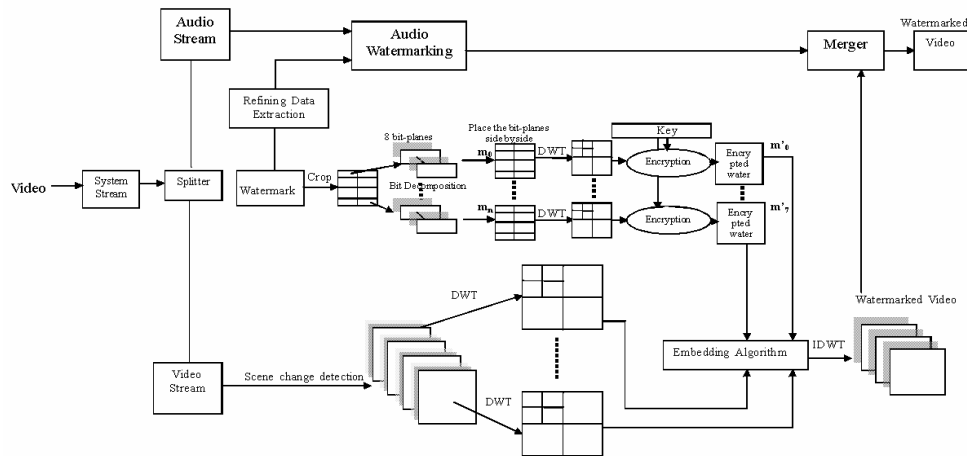 Audio
Stream
Audio
Watermarking
Merger
Watermarked
Video
Refining Data
Extraction
8 bit-planes
Place the bit-planes
side by side
Key
m₀
DWT
Encryption
Encry
pted
water
m'₀
Video
System
Stream
Splitter
Watermark
Crop
Bit Decomposition
mₙ
DWT
Encryption
Encry
pted
water
m'₇
DWT
Watermarked Video
Embedding Algorithm
IDWT
Video
Stream
Scene change detection
DWT